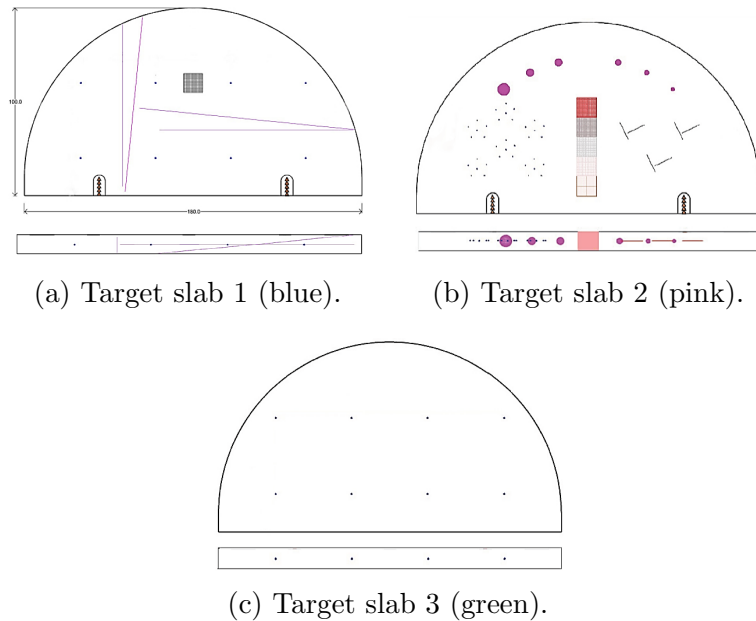 100.0
180.0
(a) Target slab 1 (blue).
(b) Target slab 2 (pink).
(c) Target slab 3 (green).